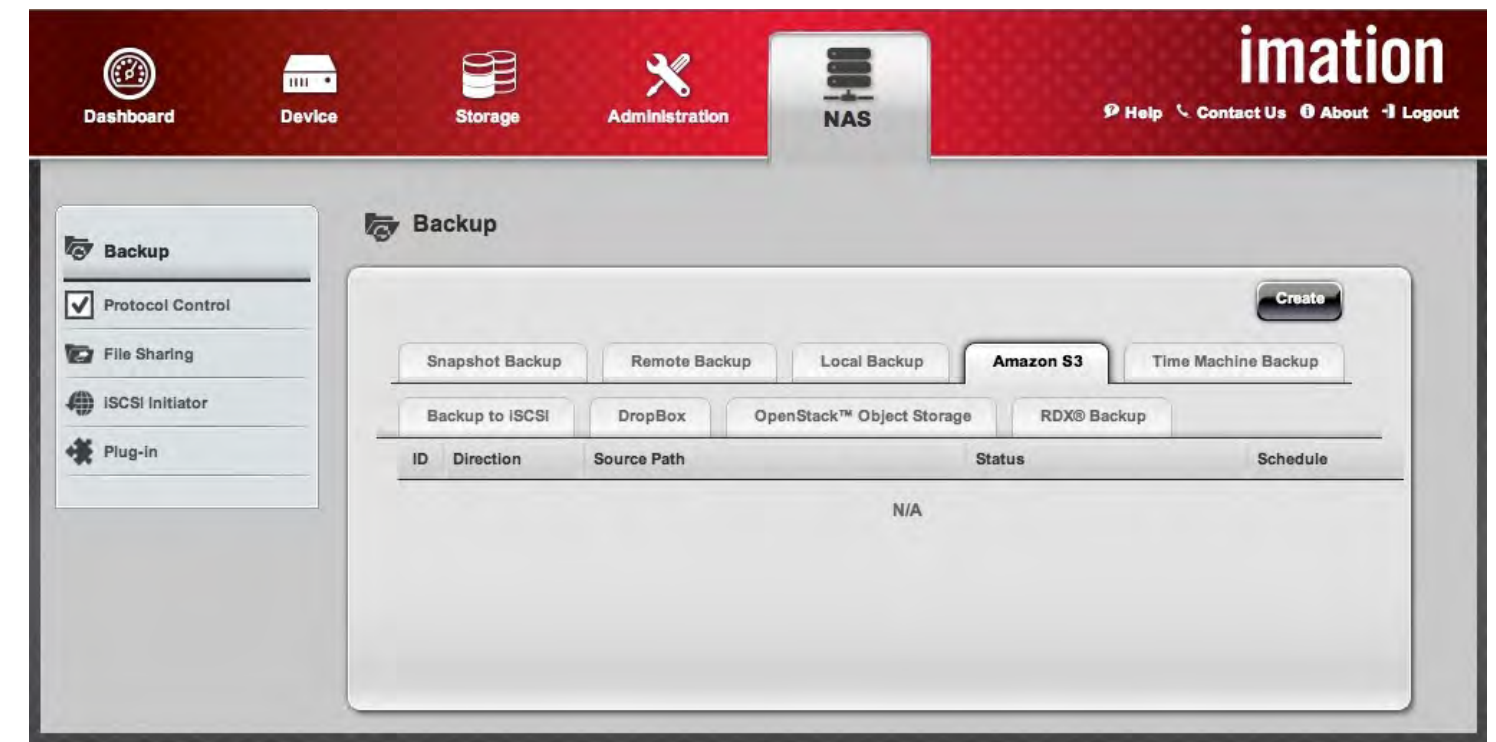 imation
Dashboard Device Storage Administration NAS
Help Contact Us About Logout
Backup
Protocol Control
File Sharing
iSCSI Initiator
Plug-in
Backup
Create
Snapshot Backup Remote Backup Local Backup Amazon S3 Time Machine Backup
Backup to iSCSI DropBox OpenStack™ Object Storage RDX® Backup
ID Direction Source Path Status Schedule
N/A